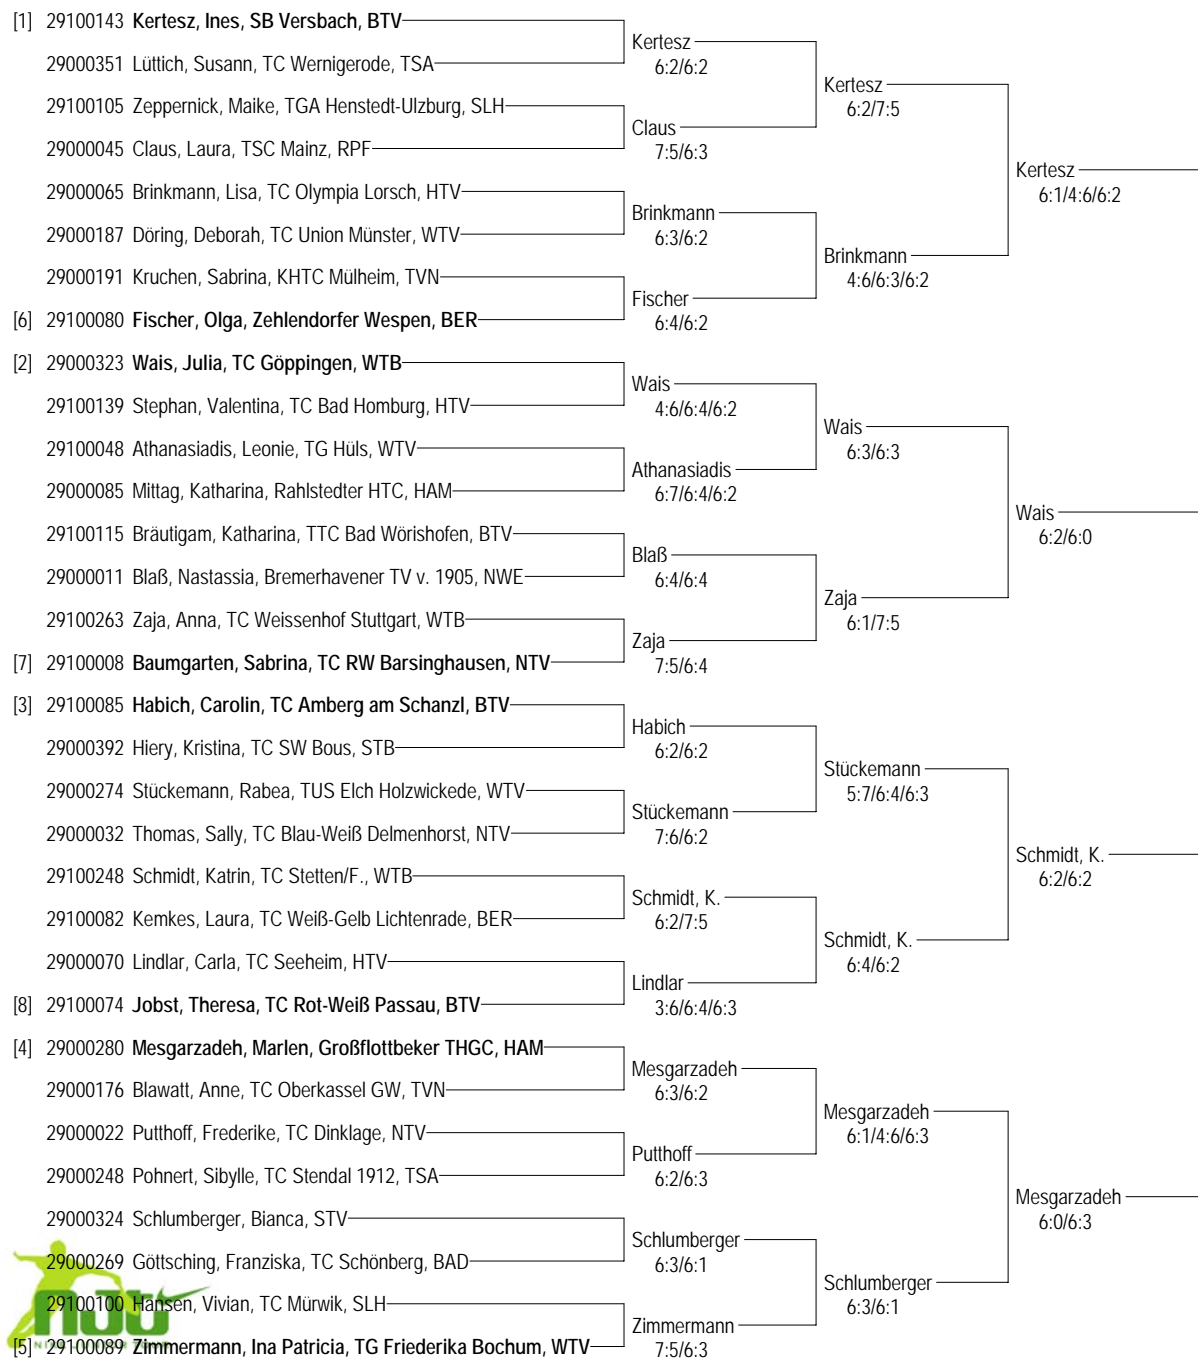 [1] 29100143 Kertesz, Ines, SB Versbach, BTV
Kertesz
29000351 Lüttich, Susann, TC Wernigerode, TSA
6:2/6:2
Kertesz
29100105 Zeppernick, Maike, TGA Henstedt-Ulzburg, SLH
6:2/7:5
Claus
29000045 Claus, Laura, TSC Mainz, RPF
7:5/6:3
Kertesz
29000065 Brinkmann, Lisa, TC Olympia Lorsch, HTV
6:1/4:6/6:2
Brinkmann
29000187 Döring, Deborah, TC Union Münster, WTV
6:3/6:2
Brinkmann
29000191 Kruchen, Sabrina, KHTC Mülheim, TVN
4:6/6:3/6:2
Fischer
[6] 29100080 Fischer, Olga, Zehlendorfer Wespen, BER
6:4/6:2
[2] 29000323 Wais, Julia, TC Göppingen, WTB
Wais
29100139 Stephan, Valentina, TC Bad Homburg, HTV
4:6/6:4/6:2
Wais
29100048 Athanasiadis, Leonie, TG Hüls, WTV
6:3/6:3
Athanasiadis
29000085 Mittag, Katharina, Rahlstedter HTC, HAM
6:7/6:4/6:2
Wais
29100115 Bräutigam, Katharina, TTC Bad Wörishofen, BTV
6:2/6:0
Blaß
29000011 Blaß, Nastassia, Bremerhavener TV v. 1905, NWE
6:4/6:4
Zaja
29100263 Zaja, Anna, TC Weissenhof Stuttgart, WTB
6:1/7:5
Zaja
[7] 29100008 Baumgarten, Sabrina, TC RW Barsinghausen, NTV
7:5/6:4
[3] 29100085 Habich, Carolin, TC Amberg am Schanzl, BTV
Habich
29000392 Hiery, Kristina, TC SW Bous, STB
6:2/6:2
Stückemann
29000274 Stückemann, Rabea, TUS Elch Holzwickede, WTV
5:7/6:4/6:3
Stückemann
29000032 Thomas, Sally, TC Blau-Weiß Delmenhorst, NTV
7:6/6:2
Schmidt, K.
29100248 Schmidt, Katrin, TC Stetten/F., WTB
6:2/6:2
Schmidt, K.
29100082 Kemkes, Laura, TC Weiß-Gelb Lichtenrade, BER
6:2/7:5
Schmidt, K.
29000070 Lindlar, Carla, TC Seeheim, HTV
6:4/6:2
Lindlar
[8] 29100074 Jobst, Theresa, TC Rot-Weiß Passau, BTV
3:6/6:4/6:3
[4] 29000280 Mesgarzadeh, Marlen, Großflottbeker THGC, HAM
Mesgarzadeh
29000176 Blawatt, Anne, TC Oberkassel GW, TVN
6:3/6:2
Mesgarzadeh
29000022 Putthoff, Frederike, TC Dinklage, NTV
6:1/4:6/6:3
Putthoff
29000248 Pohnert, Sibylle, TC Stendal 1912, TSA
6:2/6:3
Mesgarzadeh
29000324 Schlumberger, Bianca, STV
6:0/6:3
Schlumberger
29000269 Göttsching, Franziska, TC Schönberg, BAD
6:3/6:1
Schlumberger
29100100 Hansen, Vivian, TC Mürwik, SLH
6:3/6:1
Zimmermann
[5] 29100089 Zimmermann, Ina Patricia, TG Friederika Bochum, WTV
7:5/6:3